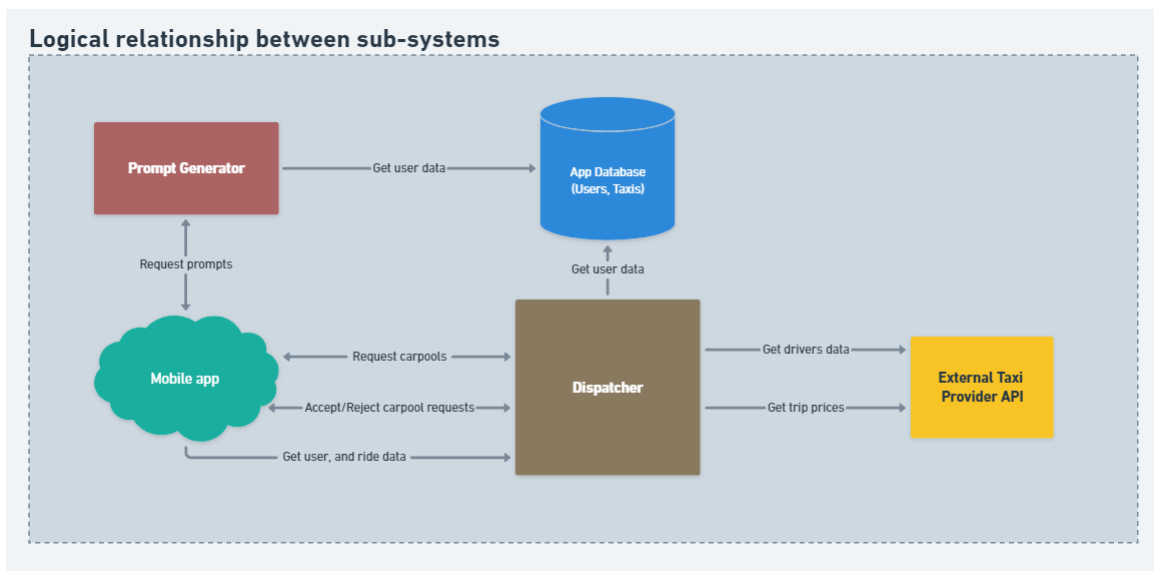 Logical relationship between sub-systems
Prompt Generator
Get user data
App Database
(Users, Taxis)
Request prompts
Get user data
Mobile app
Request carpools
Accept/Reject carpool requests
Get user, and ride data
Dispatcher
Get drivers data
Get trip prices
External Taxi
Provider API